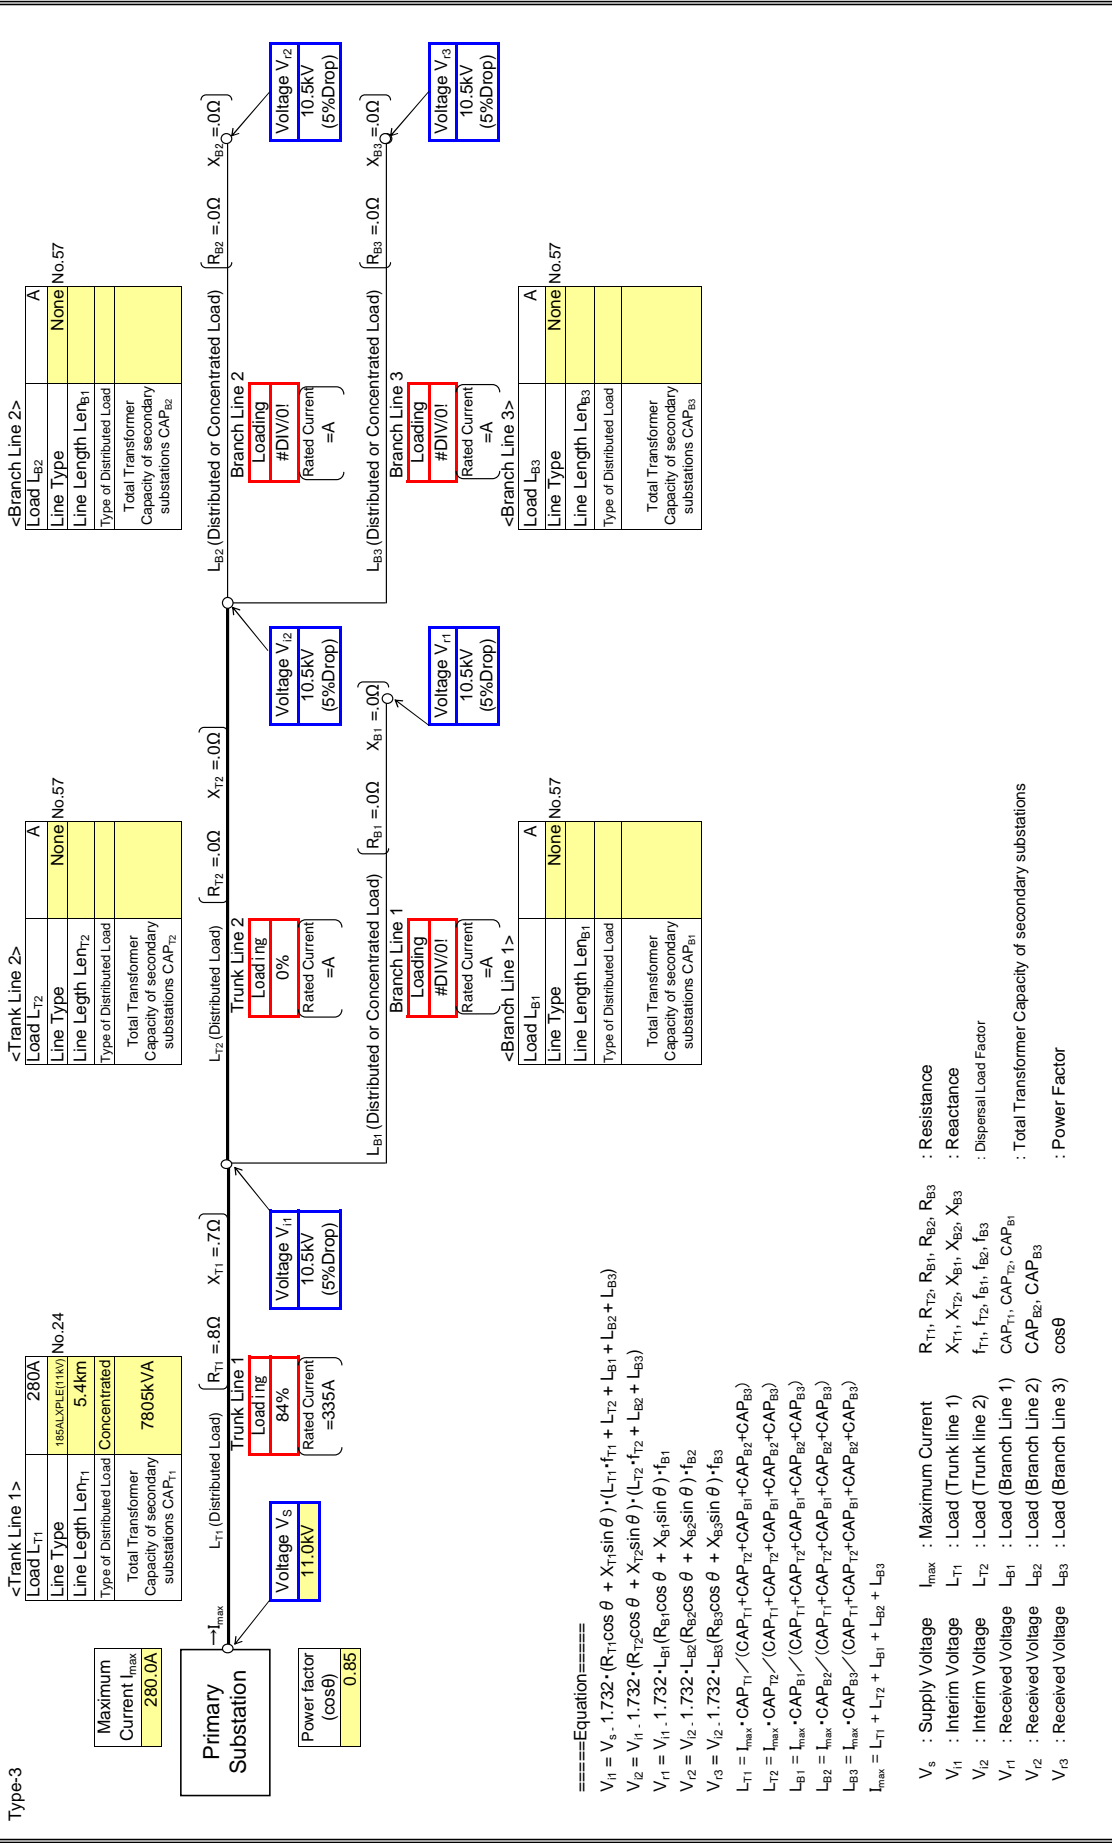 Type-3
Maximum
Current Imax
280.0A
Primary
Substation
Power factor
(cosθ)
0.85
→Imax
Voltage VS
11.0kV
<Trank Line 1>
Load LT1 280A
Line Type 185ALXPLE(11kV) No.24
Line Legth LenT1 5.4km
Type of Distributed Load Concentrated
Total Transformer
Capacity of secondary
substations CAPT1
7805kVA
LT1 (Distributed Load) RT1 =.8Ω XT1 =.7Ω
Trunk Line 1
Loading
84%
Rated Current
=335A
Voltage Vi1
10.5kV
(5%Drop)
<Trank Line 2>
Load LT2 A
Line Type None No.57
Line Length LenT2
Type of Distributed Load
Total Transformer
Capacity of secondary
substations CAPT2
LT2 (Distributed Load) RT2 =.0Ω XT2 =.0Ω
Trunk Line 2
Loading
0%
Rated Current
=A
Voltage Vi2
10.5kV
(5%Drop)
LB1 (Distributed or Concentrated Load) RB1 =.0Ω XB1 =.0Ω
Branch Line 1
Loading
#DIV/0!
Rated Current
=A
Voltage Vr1
10.5kV
(5%Drop)
<Branch Line 1>
Load LB1 A
Line Type None No.57
Line Length LenB1
Type of Distributed Load
Total Transformer
Capacity of secondary
substations CAPB1
<Branch Line 2>
Load LB2 A
Line Type None No.57
Line Length LenB1
Type of Distributed Load
Total Transformer
Capacity of secondary
substations CAPB2
LB2 (Distributed or Concentrated Load) RB2 =.0Ω XB2 =.0Ω
Branch Line 2
Loading
#DIV/0!
Rated Current
=A
Voltage Vr2
10.5kV
(5%Drop)
LB3 (Distributed or Concentrated Load) RB3 =.0Ω XB3 =.0Ω
Branch Line 3
Loading
#DIV/0!
Rated Current
=A
Voltage Vr3
10.5kV
(5%Drop)
<Branch Line 3>
Load LB3 A
Line Type None No.57
Line Length LenB3
Type of Distributed Load
Total Transformer
Capacity of secondary
substations CAPB3
=====Equation=====
Vi1 = Vs - 1.732・(RT1cosθ + XT1sinθ)・(LT1・fT1 + LT2 + LB1 + LB2 + LB3)
Vi2 = Vi1 - 1.732・(RT2cosθ + XT2sinθ)・(LT2・fT2 + LB2 + LB3)
Vr1 = Vi1 - 1.732・LB1(RB1cosθ + XB1sinθ)・fB1
Vr2 = Vi2 - 1.732・LB2(RB2cosθ + XB2sinθ)・fB2
Vr3 = Vi2 - 1.732・LB3(RB3cosθ + XB3sinθ)・fB3
LT1 = Imax・CAPT1／(CAPT1+CAPT2+CAPB1+CAPB2+CAPB3)
LT2 = Imax・CAPT2／(CAPT1+CAPT2+CAPB1+CAPB2+CAPB3)
LB1 = Imax・CAPB1／(CAPT1+CAPT2+CAPB1+CAPB2+CAPB3)
LB2 = Imax・CAPB2／(CAPT1+CAPT2+CAPB1+CAPB2+CAPB3)
LB3 = Imax・CAPB3／(CAPT1+CAPT2+CAPB1+CAPB2+CAPB3)
Imax = LT1 + LT2 + LB1 + LB2 + LB3
Vs : Supply Voltage Imax : Maximum Current RT1, RT2, RB1, RB2, RB3 : Resistance
Vi1 : Interim Voltage LT1 : Load (Trunk line 1) XT1, XT2, XB1, XB2, XB3 : Reactance
Vi2 : Interim Voltage LT2 : Load (Trunk line 2) fT1, fT2, fB1, fB2, fB3 : Dispersal Load Factor
Vr1 : Received Voltage LB1 : Load (Branch Line 1) CAPT1, CAPT2, CAPB1 : Total Transformer Capacity of secondary substations
Vr2 : Received Voltage LB2 : Load (Branch Line 2) CAPB2, CAPB3
Vr3 : Received Voltage LB3 : Load (Branch Line 3) cosθ : Power Factor